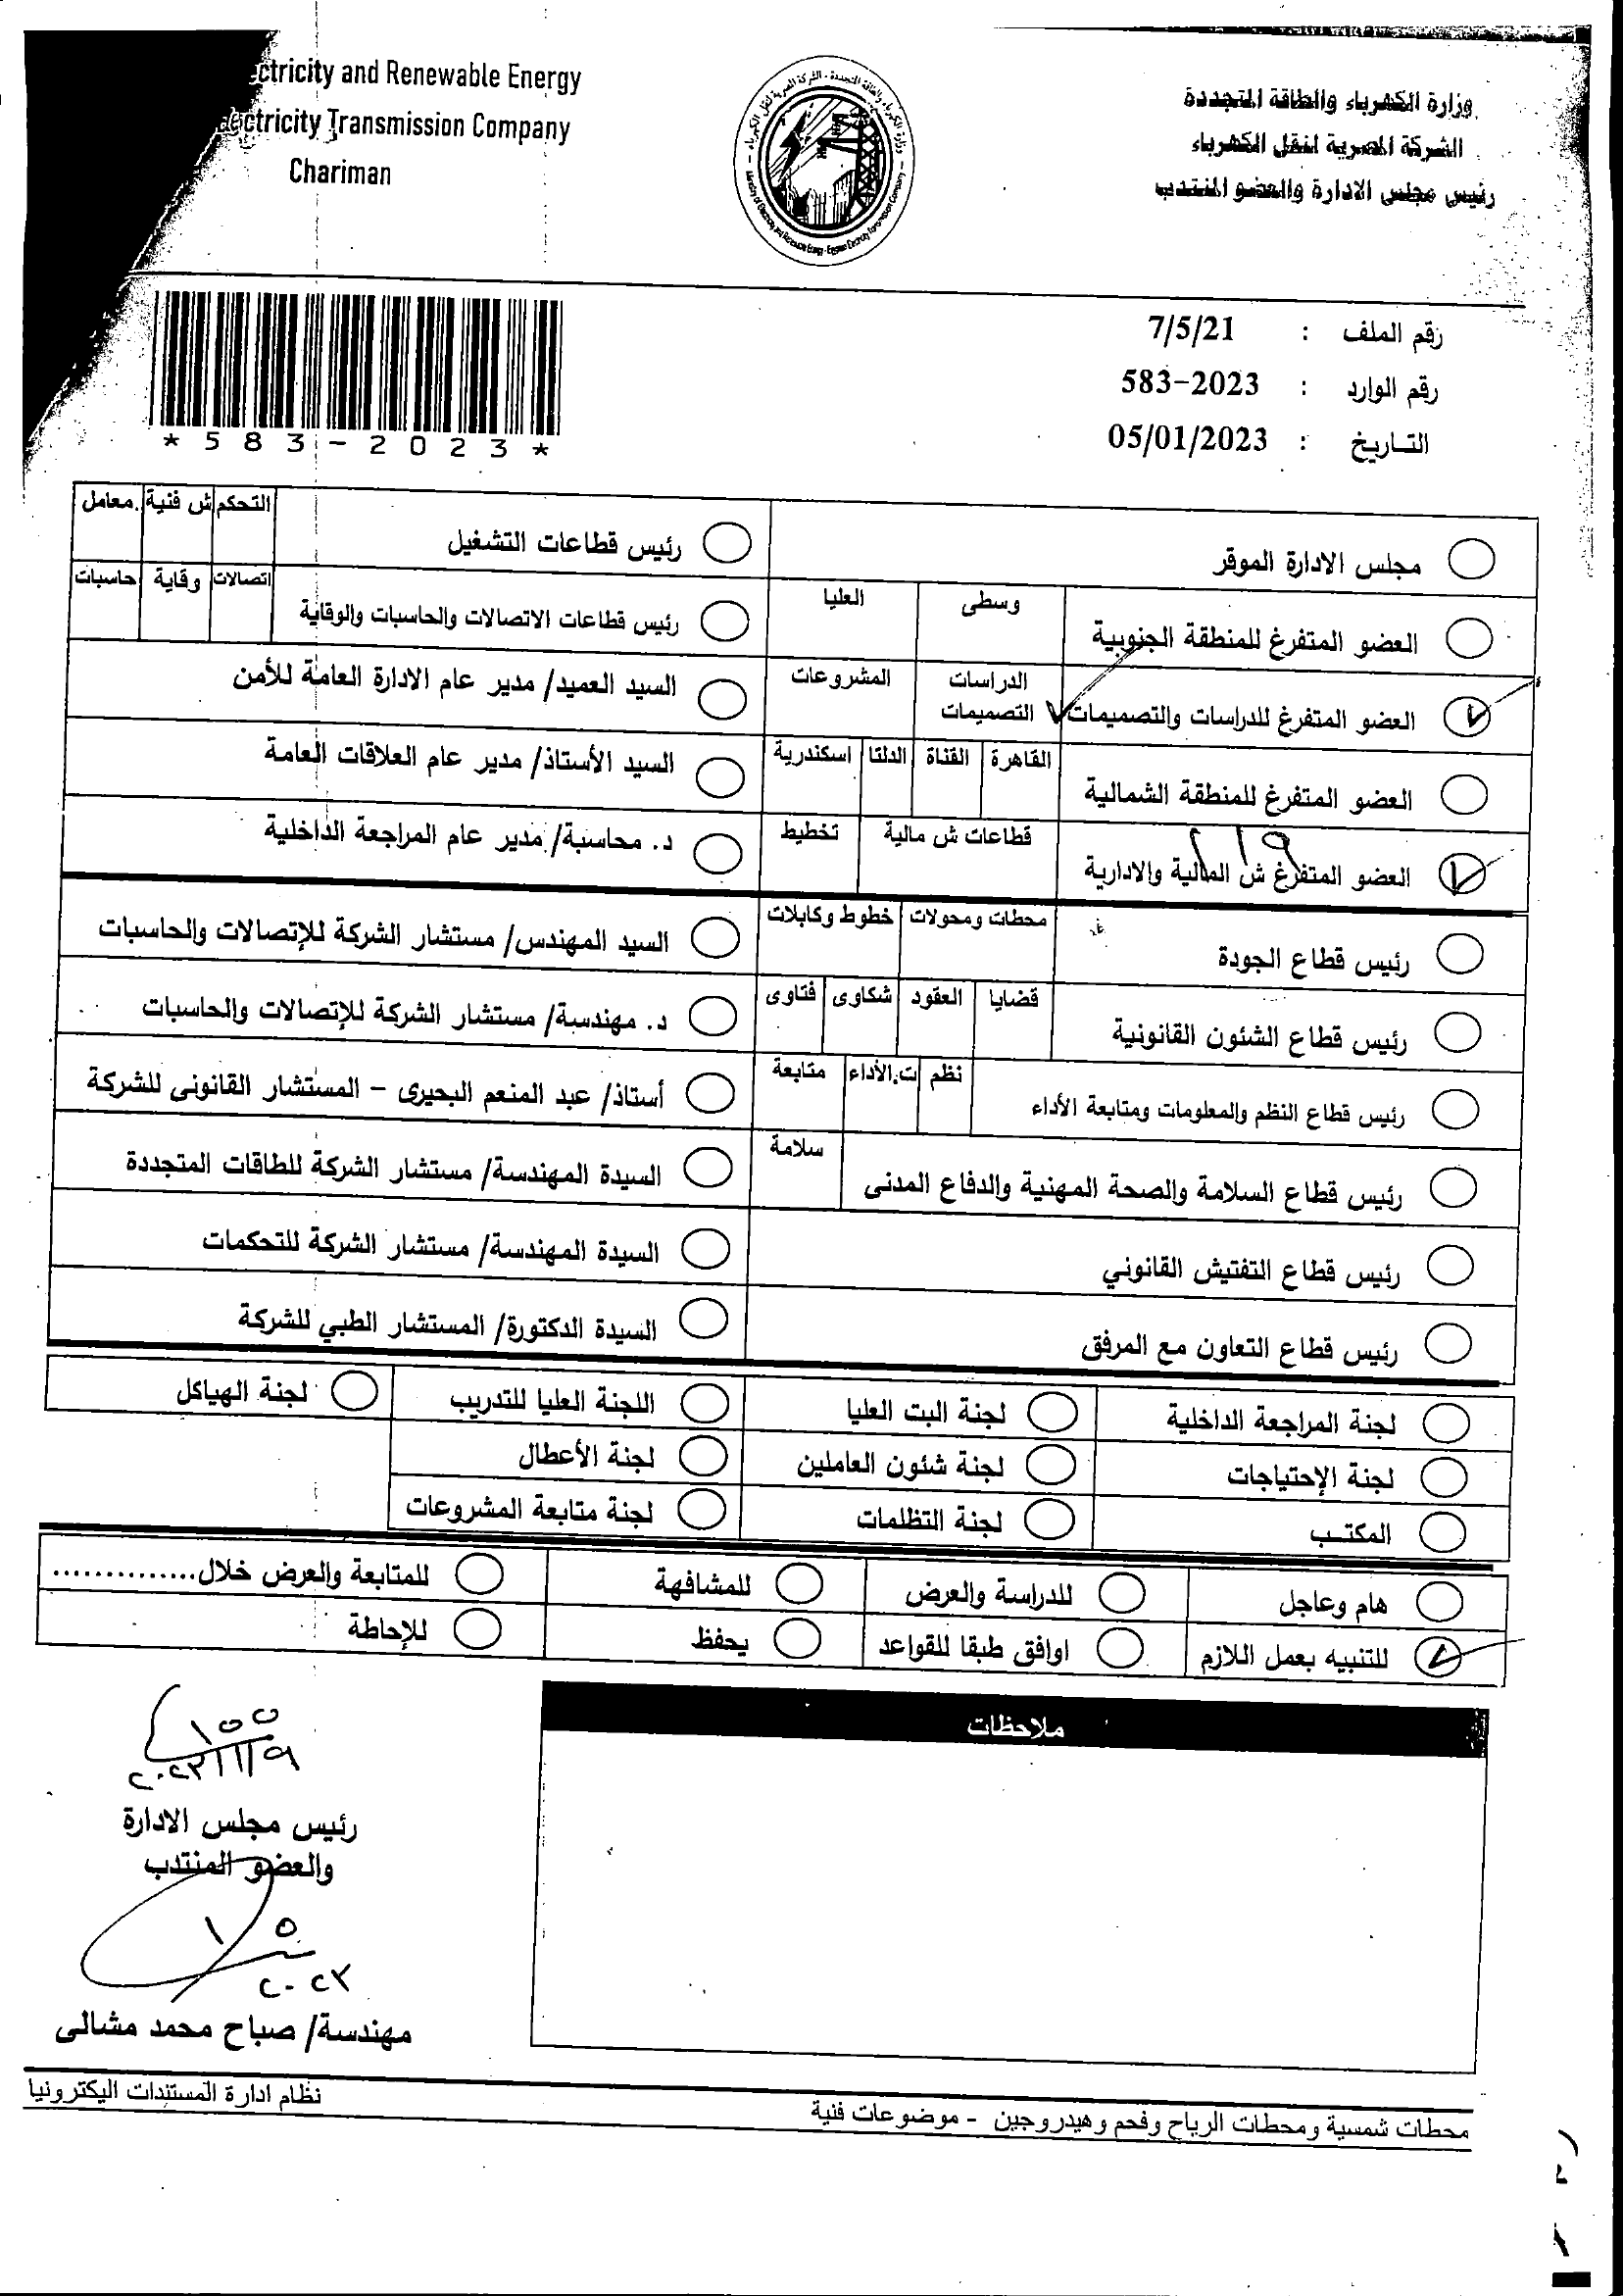 وزارة الكهرباء والطاقة المتجددة
الشركة المصرية لنقل الكهرباء
رئيس مجلس الادارة والعضو المنتدب
ectricity and Renewable Energy
ectricity Transmission Company
Chariman
رقم الملف : 7/5/21
رقم الوارد : 583-2023
التـاريخ : 05/01/2023
*583-2023*
مجلس الادارة الموقر
رئيس قطاعات التشغيل
التحكم ش فنية معامل
العضو المتفرغ للمنطقة الجنوبية
وسطى العليا
رئيس قطاعات الاتصالات والحاسبات والوقاية
اتصالات وقاية حاسبات
العضو المتفرغ للدراسات والتصميمات
الدراسات المشروعات
التصميمات
السيد العميد/ مدير عام الادارة العامة للأمن
العضو المتفرغ للمنطقة الشمالية
القاهرة القناة الدلتا اسكندرية
السيد الأستاذ/ مدير عام العلاقات العامة
العضو المتفرغ ش المالية والادارية
قطاعات ش مالية تخطيط
د. محاسبة/ مدير عام المراجعة الداخلية
رئيس قطاع الجودة
محطات ومحولات خطوط وكابلات
السيد المهندس/ مستشار الشركة للإتصالات والحاسبات
رئيس قطاع الشئون القانونية
قضايا العقود شكاوى فتاوى
د. مهندسة/ مستشار الشركة للإتصالات والحاسبات
رئيس قطاع النظم والمعلومات ومتابعة الأداء
نظم ت.الأداء متابعة
أستاذ/ عبد المنعم البحيرى - المستشار القانونى للشركة
رئيس قطاع السلامة والصحة المهنية والدفاع المدنى
سلامة
السيدة المهندسة/ مستشار الشركة للطاقات المتجددة
رئيس قطاع التفتيش القانوني
السيدة المهندسة/ مستشار الشركة للتحكمات
رئيس قطاع التعاون مع المرفق
السيدة الدكتورة/ المستشار الطبي للشركة
لجنة المراجعة الداخلية لجنة البت العليا اللجنة العليا للتدريب لجنة الهياكل
لجنة الإحتياجات لجنة شئون العاملين لجنة الأعطال
المكتـب لجنة التظلمات لجنة متابعة المشروعات
هام وعاجل للدراسة والعرض للمشافهة للمتابعة والعرض خلال..............
للتنبيه بعمل اللازم اوافق طبقا للقواعد يحفظ للإحاطة
ملاحظات
١٥٥
٢٠٢٣/١/٩
رئيس مجلس الادارة
والعضو المنتدب
١/٥
٢٠٢٣
مهندسة/ صباح محمد مشالى
محطات شمسية ومحطات الرياح وفحم وهيدروجين - موضوعات فنية
نظام ادارة المستندات اليكترونيا